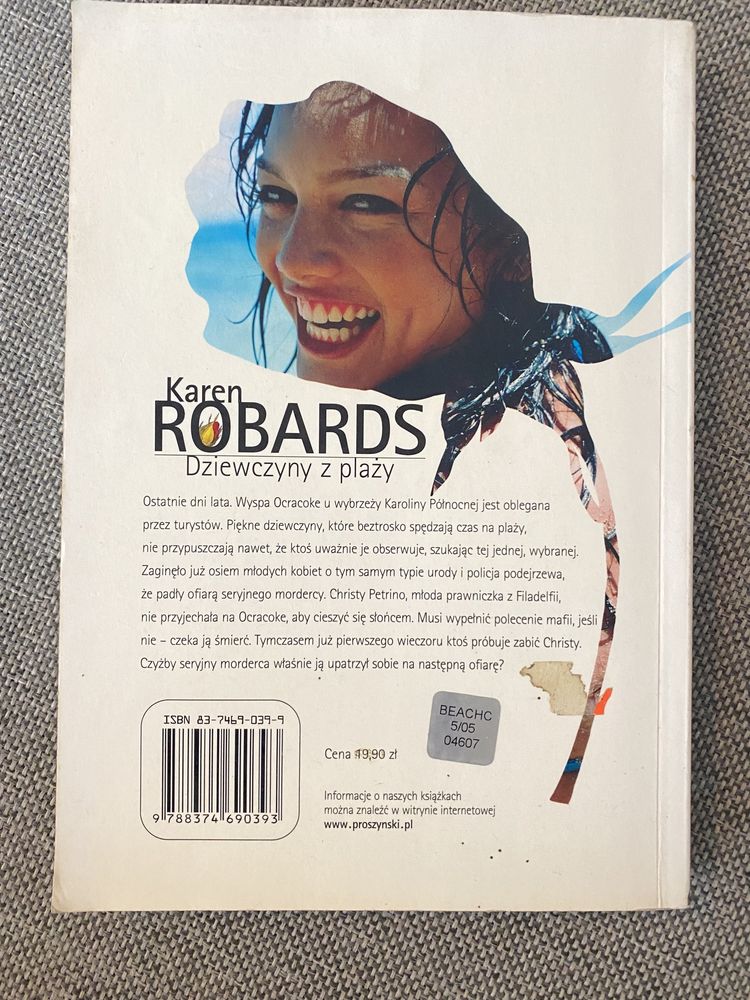 Karen
ROBARDS
Dziewczyny z plaży
Ostatnie dni lata. Wyspa Ocracoke u wybrzeży Karoliny Północnej jest oblegana
przez turystów. Piękne dziewczyny, które beztrosko spędzają czas na plaży,
nie przypuszczają nawet, że ktoś uważnie je obserwuje, szukając tej jednej, wybranej.
Zaginęło już osiem młodych kobiet o tym samym typie urody i policja podejrzewa,
że padły ofiarą seryjnego mordercy. Christy Petrino, młoda prawniczka z Filadelfii,
nie przyjechała na Ocracoke, aby cieszyć się słońcem. Musi wypełnić polecenie mafii, jeśli
nie – czeka ją śmierć. Tymczasem już pierwszego wieczoru ktoś próbuje zabić Christy.
Czyżby seryjny morderca właśnie ją upatrzył sobie na następną ofiarę?
ISBN 83-7469-039-9
9 788374 690393
Cena 19,90 zł
BEACHC
5/05
04607
Informacje o naszych książkach
można znaleźć w witrynie internetowej
www.proszynski.pl